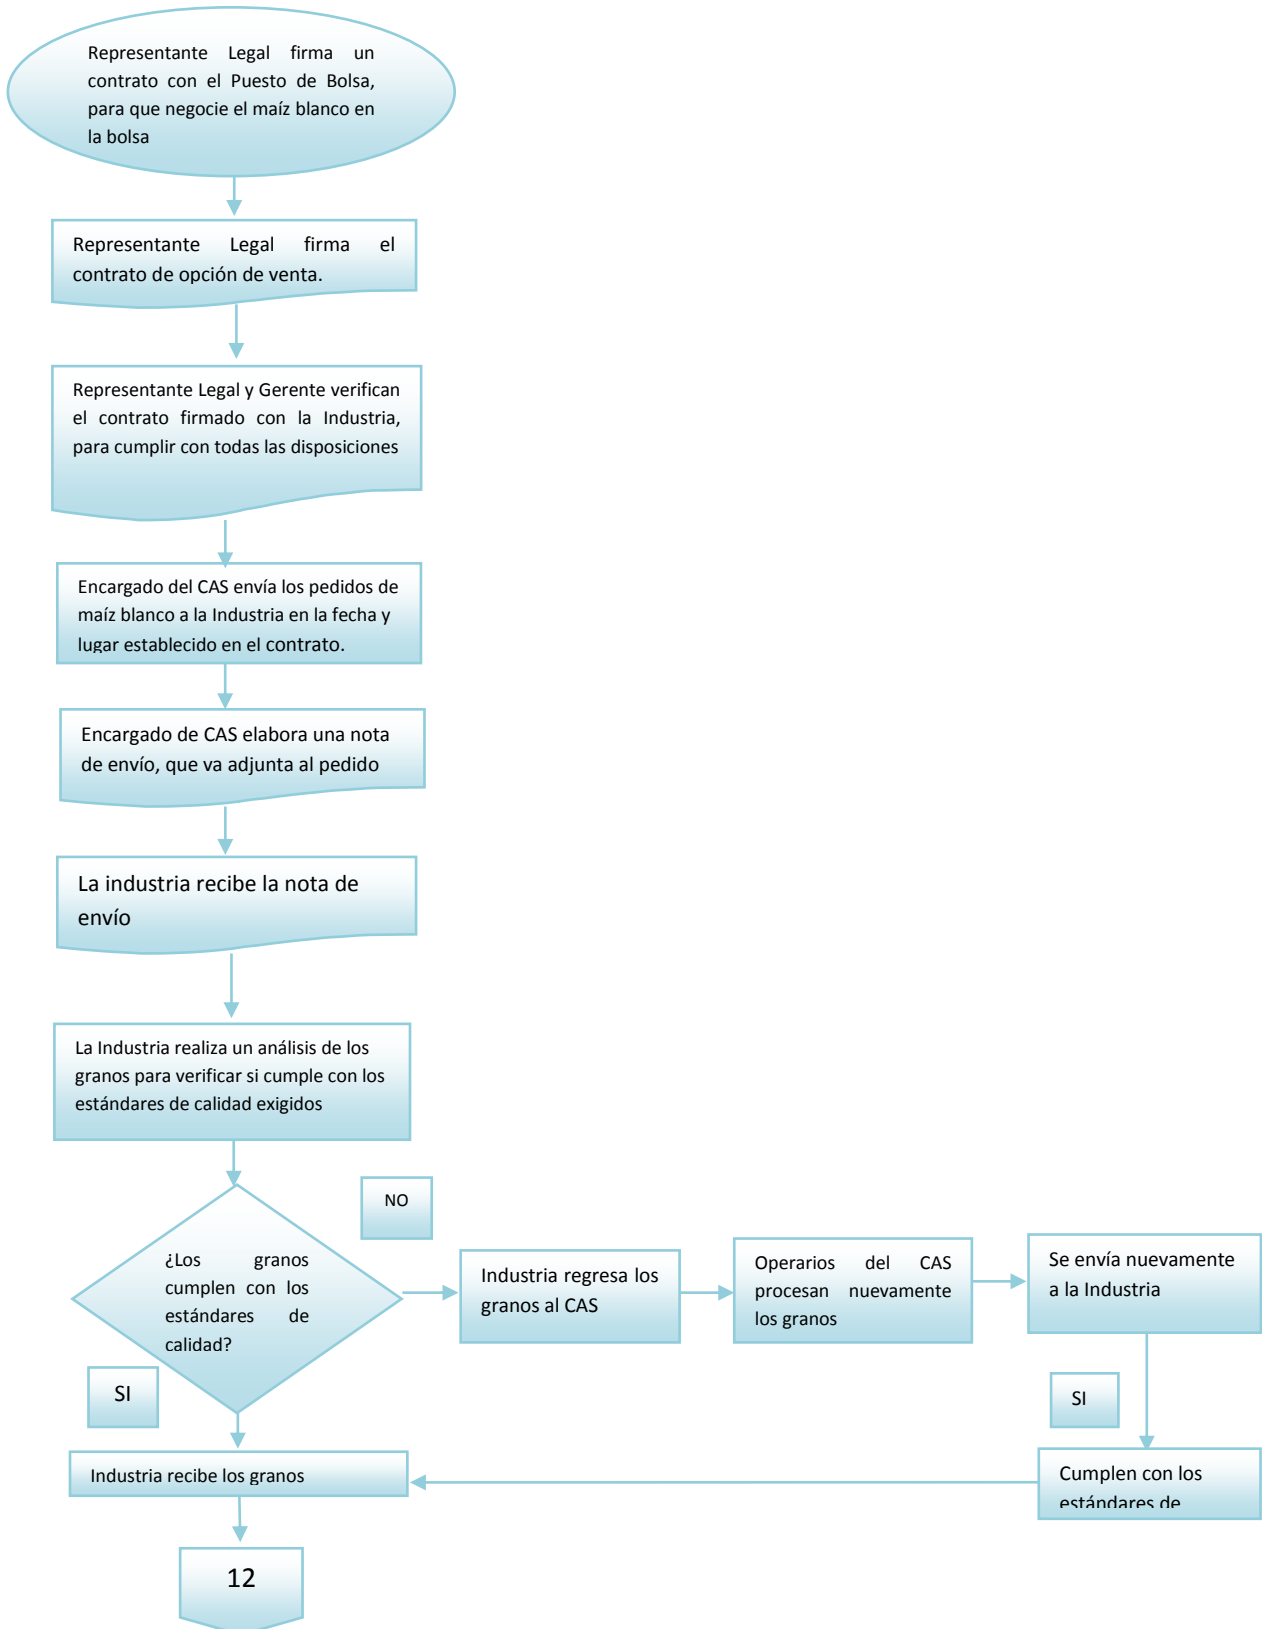 Representante Legal firma un
contrato con el Puesto de Bolsa,
para que negocie el maíz blanco en
la bolsa
Representante Legal firma el
contrato de opción de venta.
Representante Legal y Gerente verifican
el contrato firmado con la Industria,
para cumplir con todas las disposiciones
Encargado del CAS envía los pedidos de
maíz blanco a la Industria en la fecha y
lugar establecido en el contrato.
Encargado de CAS elabora una nota
de envío, que va adjunta al pedido
La industria recibe la nota de
envío
La Industria realiza un análisis de los
granos para verificar si cumple con los
estándares de calidad exigidos
¿Los granos
cumplen con los
estándares de
calidad?
NO
Industria regresa los
granos al CAS
Operarios del CAS
procesan nuevamente
los granos
Se envía nuevamente
a la Industria
SI
SI
Cumplen con los
estándares de
Industria recibe los granos
12